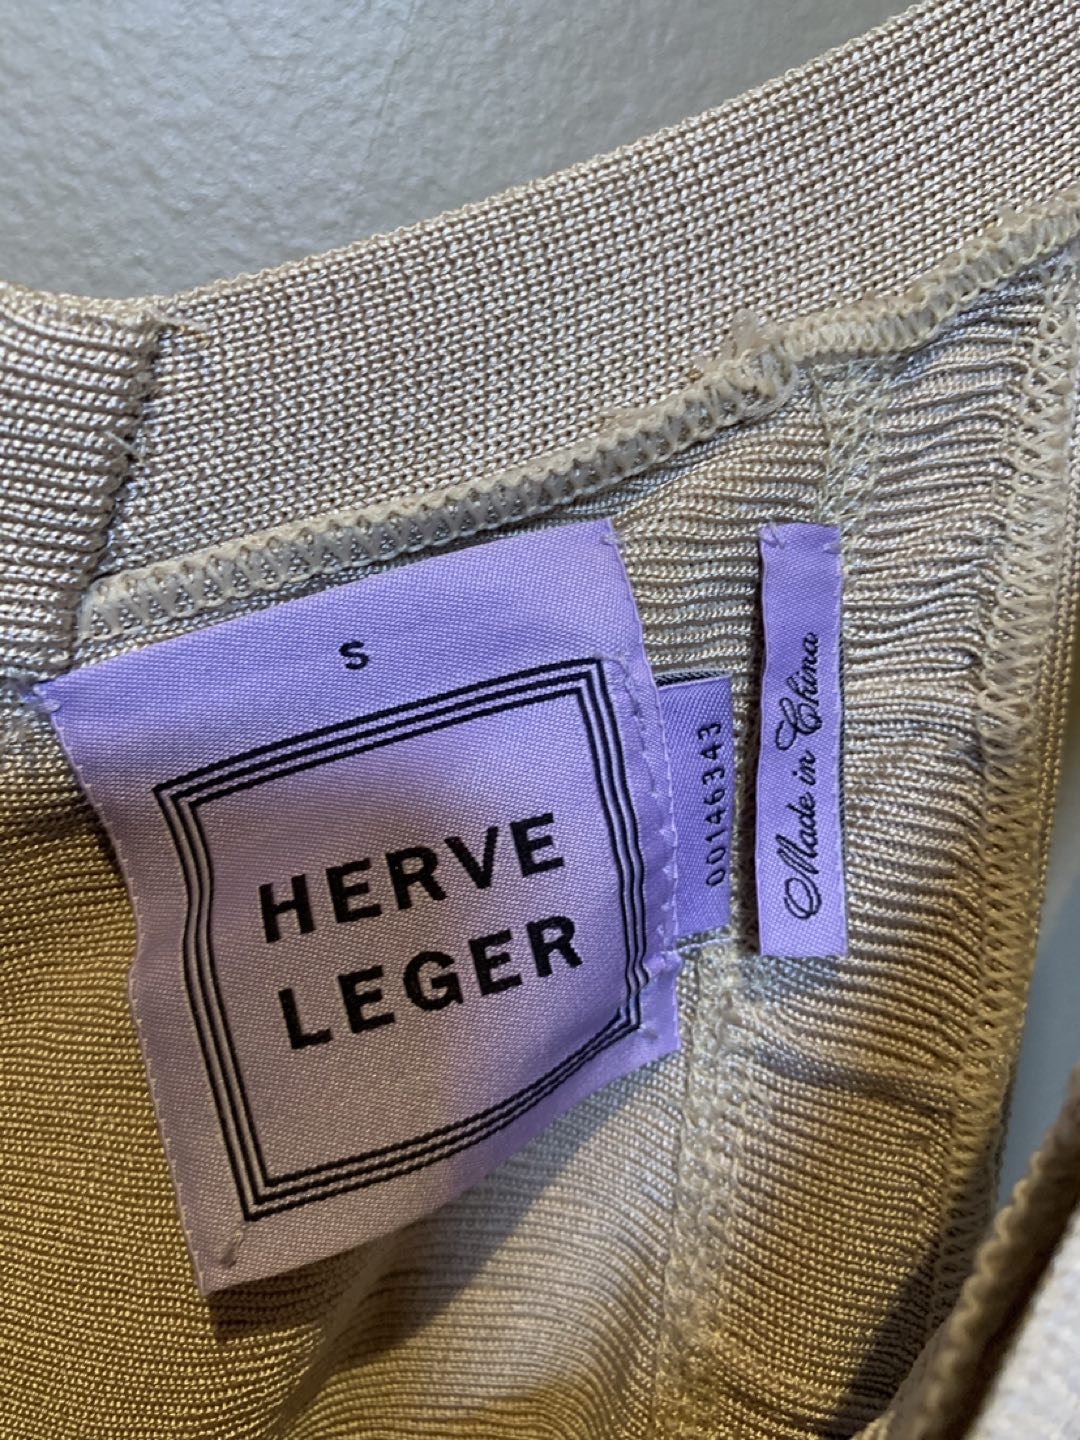 S
HERVE
LEGER
00146343
Made in China